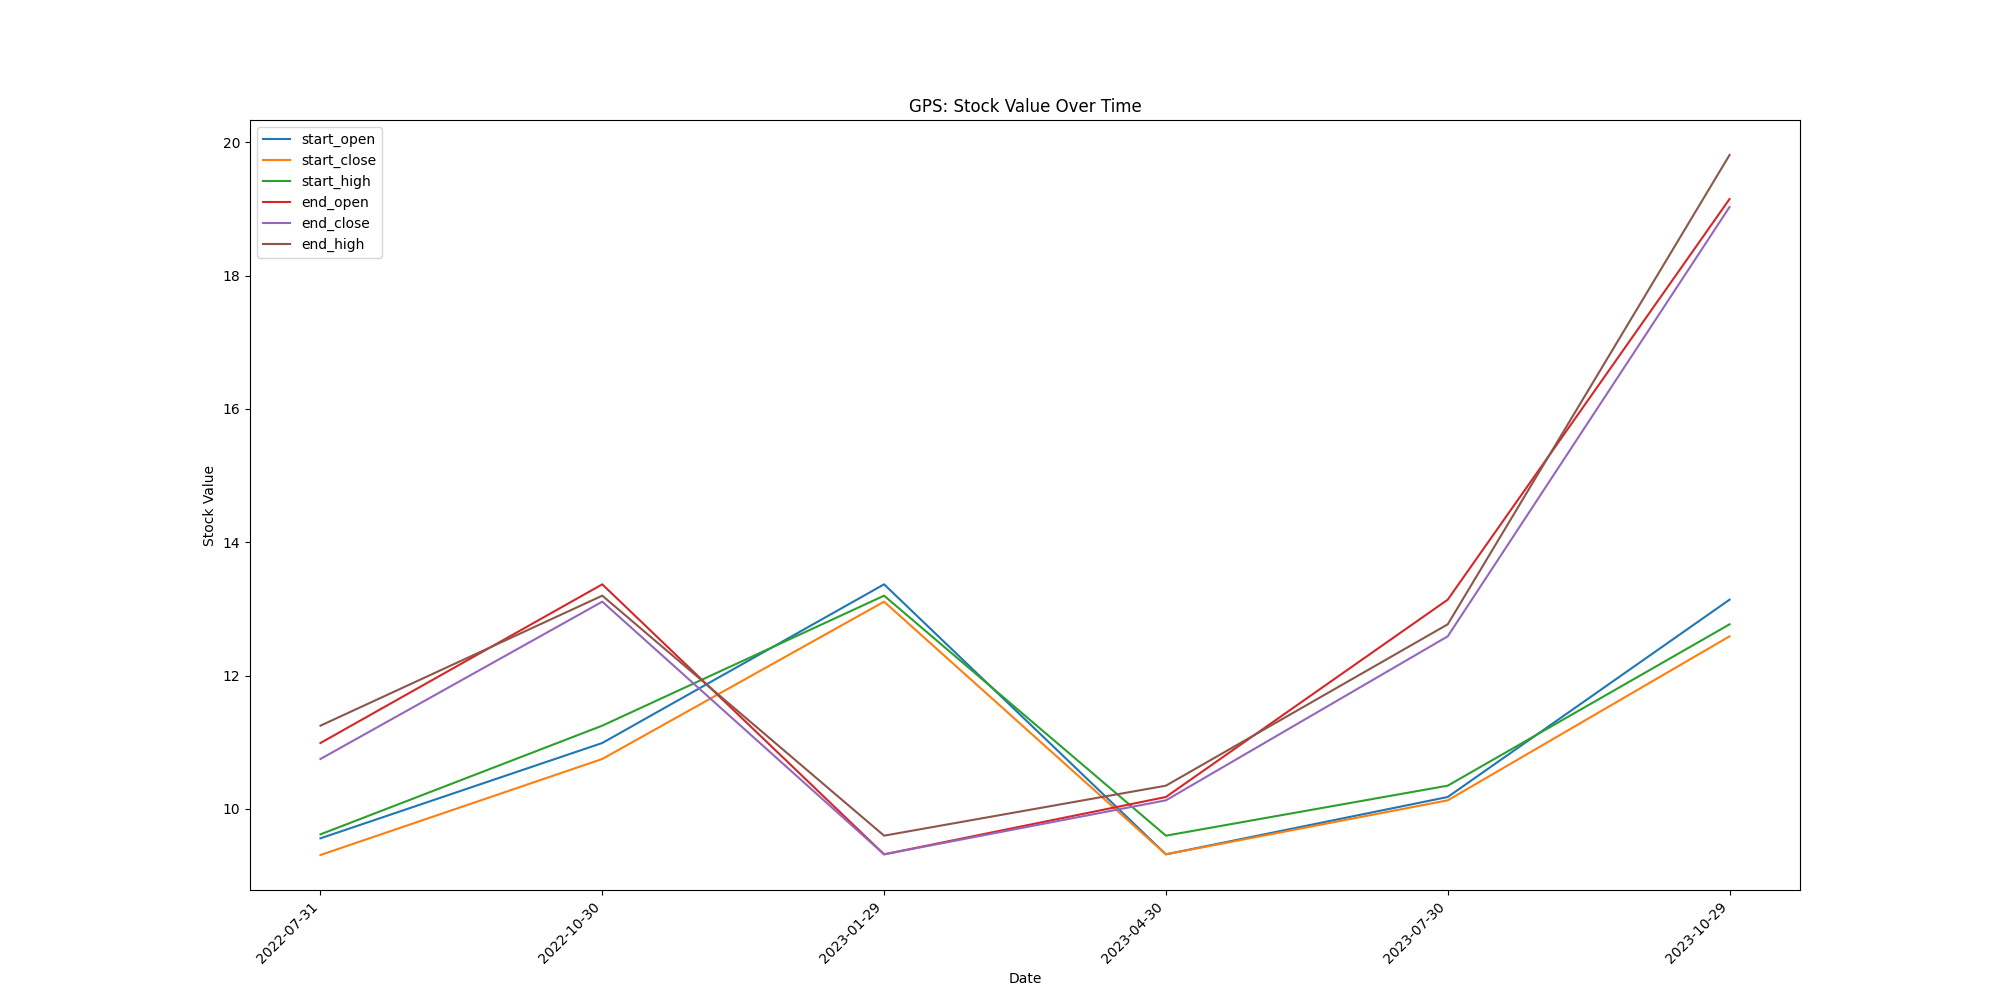 GPS: Stock Value Over Time
start_open
start_close
start_high
end_open
end_close
end_high
20
18
16
14
12
10
Stock Value
2022-07-31
2022-10-30
2023-01-29
2023-04-30
2023-07-30
2023-10-29
Date